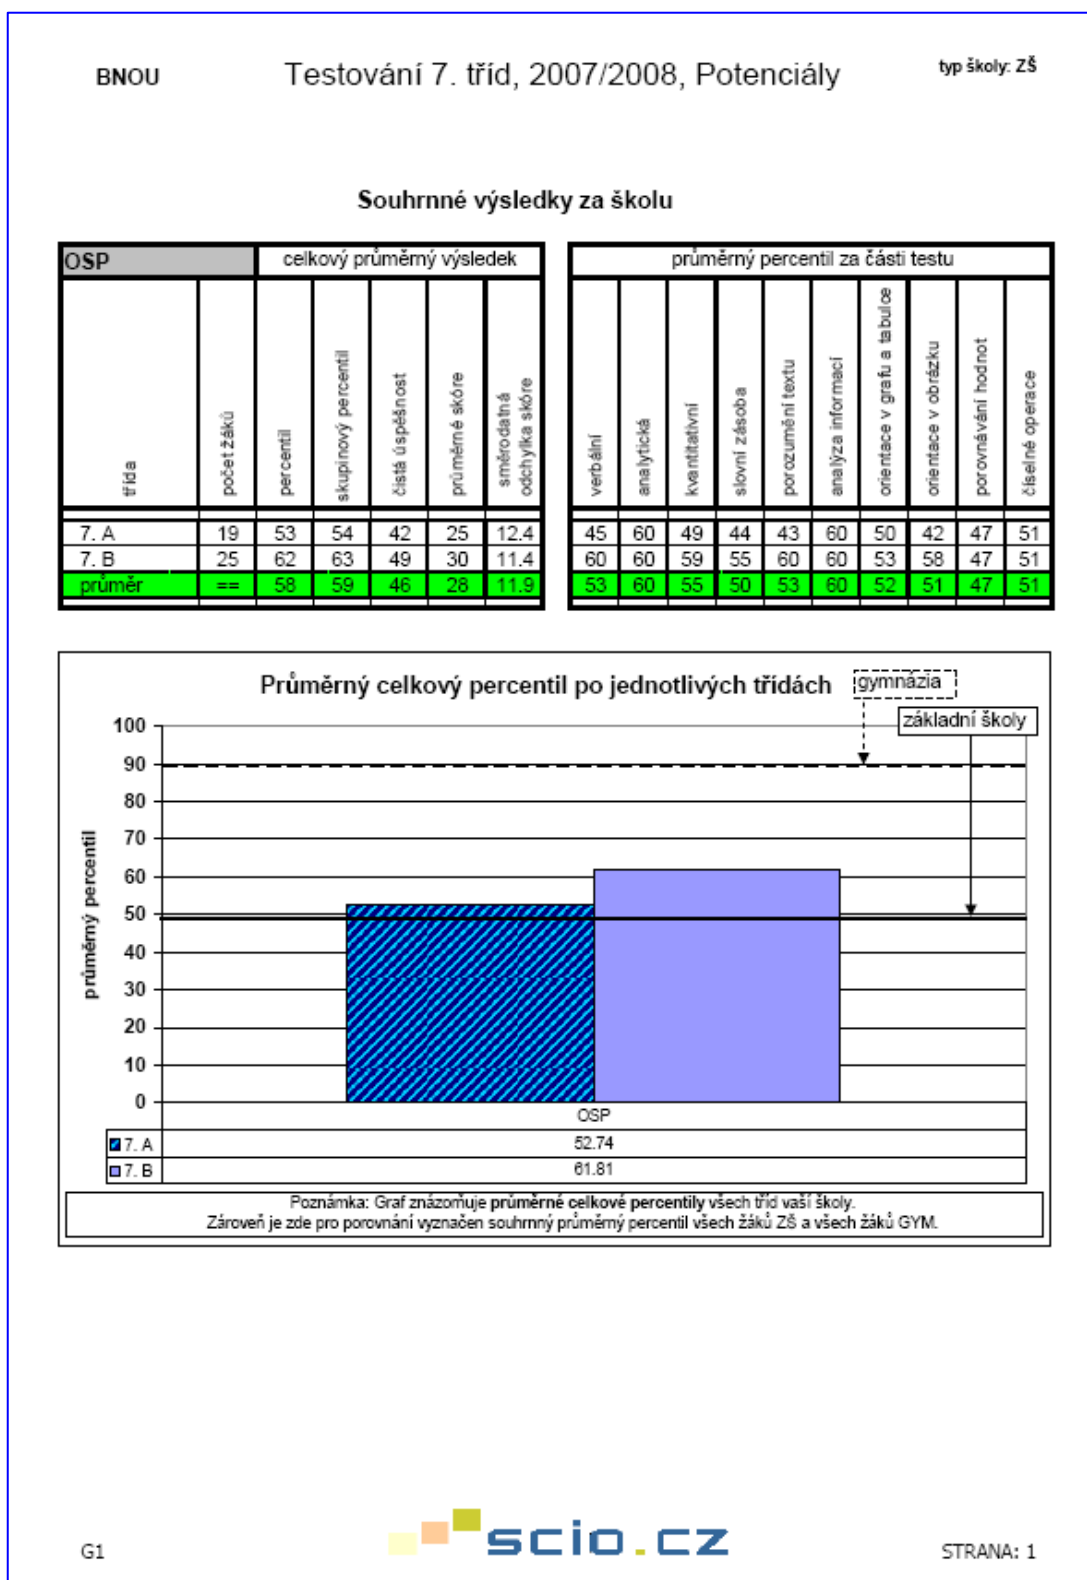 BNOU
Testování 7. tříd, 2007/2008, Potenciály
typ školy: ZŠ
Souhrnné výsledky za školu
OSP celkový průměrný výsledek průměrný percentil za části testu
třída počet žáků percentil skupinový percentil čistá úspěšnost průměrné skóre směrodatná odchylka skóre verbální analytická kvantitativní slovní zásoba porozumění textu analýza informací orientace v grafu a tabulce orientace v obrázku porovnávání hodnot číselné operace
7. A 19 53 54 42 25 12.4 45 60 49 44 43 60 50 42 47 51
7. B 25 62 63 49 30 11.4 60 60 59 55 60 60 53 58 47 51
průměr == 58 59 46 28 11.9 53 60 55 50 53 60 52 51 47 51
Průměrný celkový percentil po jednotlivých třídách
gymnázia
základní školy
průměrný percentil
100
90
80
70
60
50
40
30
20
10
0
OSP
7. A 52.74
7. B 61.81
Poznámka: Graf znázorňuje průměrné celkové percentily všech tříd vaší školy.
Zároveň je zde pro porovnání vyznačen souhrnný průměrný percentil všech žáků ZŠ a všech žáků GYM.
G1
scio.cz
STRANA: 1